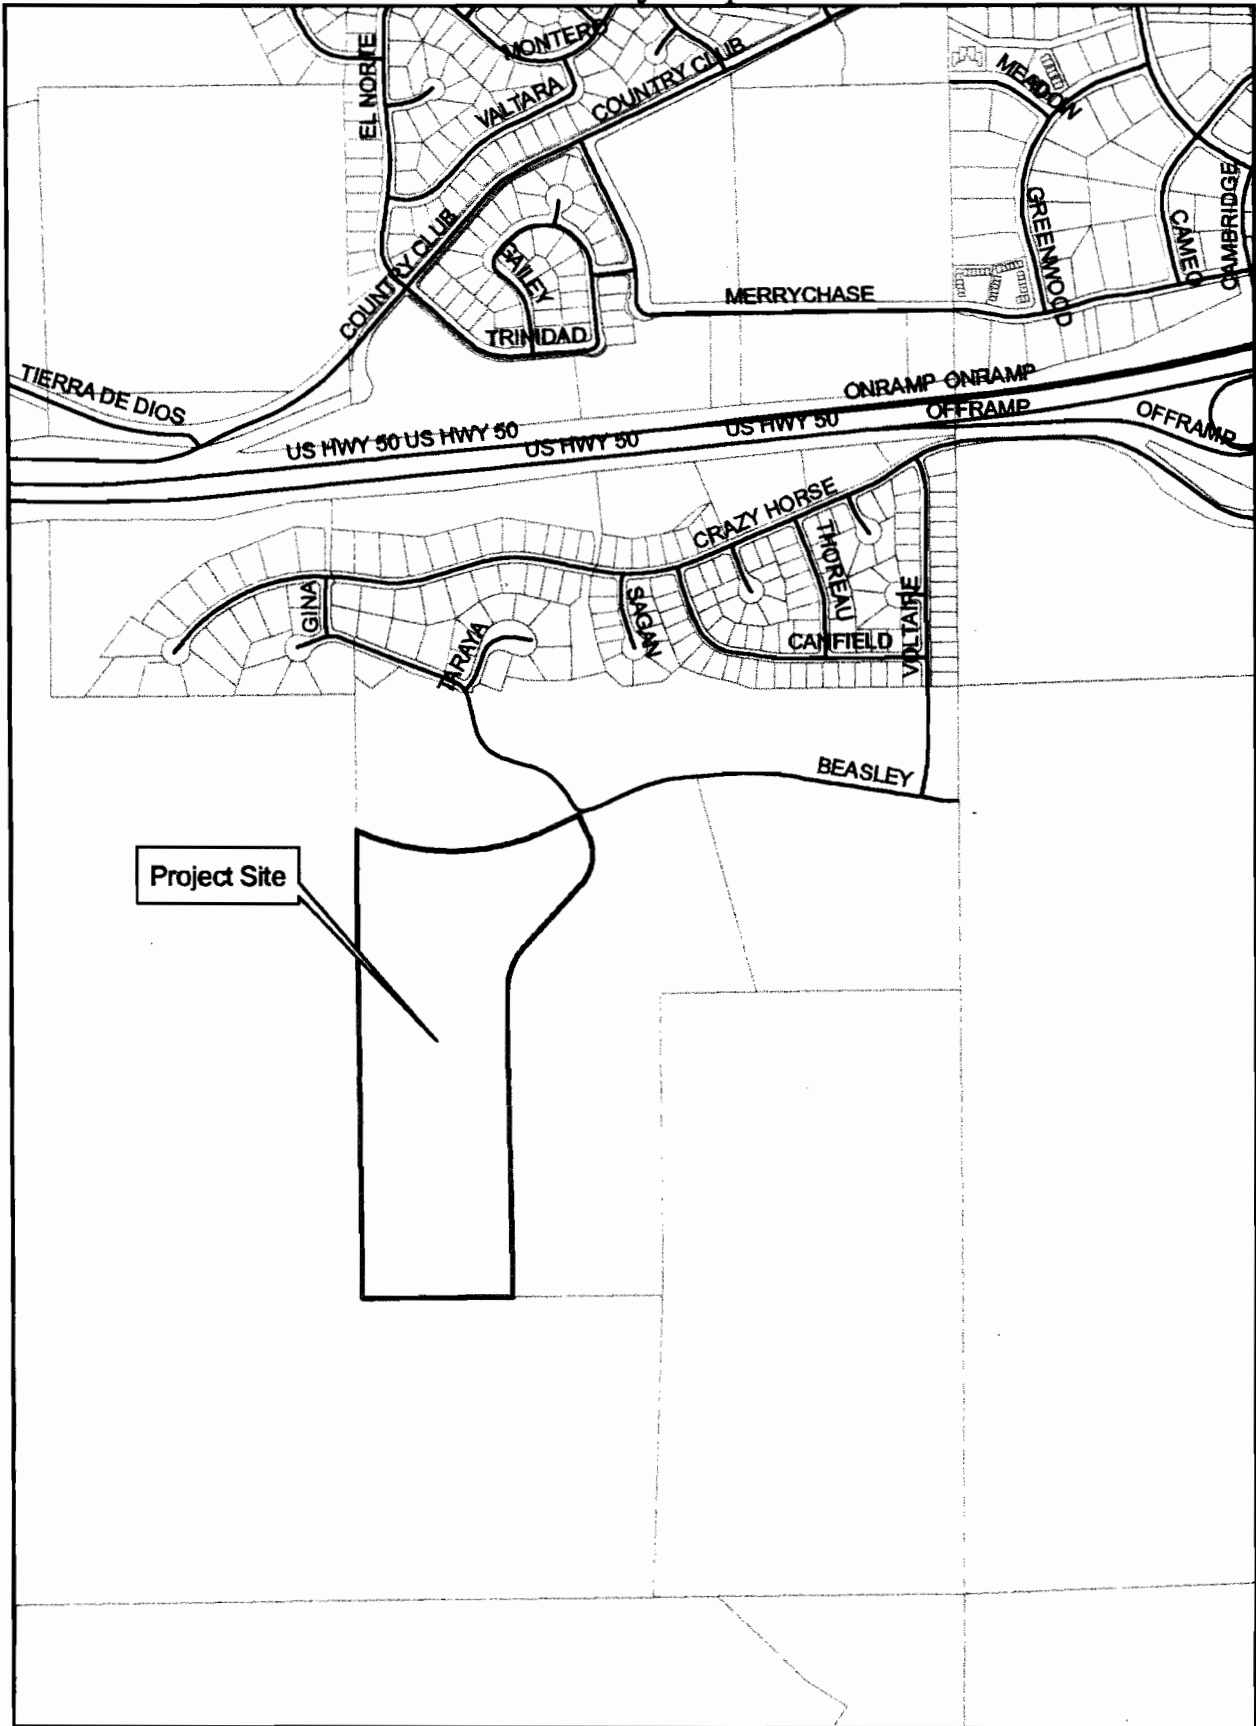 MONTERO
EL NORTE
COUNTRY CLUB
VALTARA
MEADOW
CAMBRIDGE
GREENWOOD
CAMEO
COUNTRY CLUB
BAILEY
MERRYCHASE
TRINIDAD
TIERRA DE DIOS
ONRAMP ONRAMP
OFFRAMP
OFFRAMP
US HWY 50 US HWY 50
US HWY 50
US HWY 50
CRAZY HORSE
THOREAU
GINA
SAGAN
VOLTAIRE
TARAYA
CANFIELD
BEASLEY
Project Site